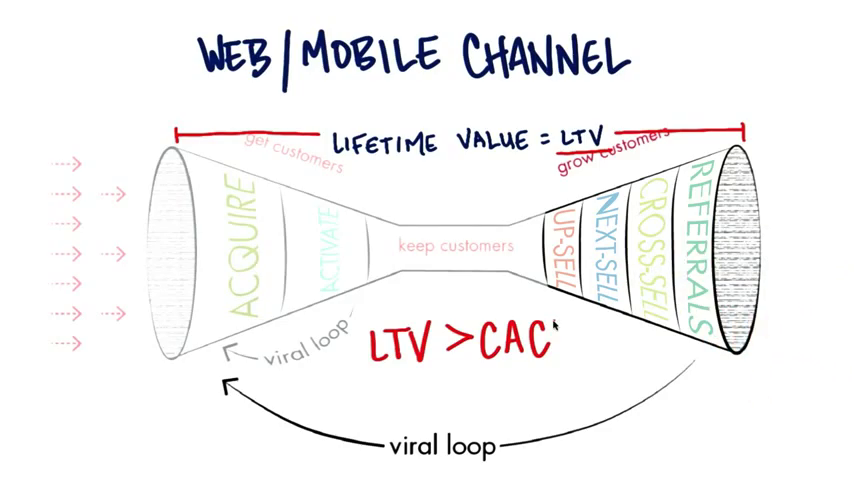 WEB/MOBILE CHANNEL
LIFETIME VALUE = LTV
get customers
grow customers
ACQUIRE
ACTIVATE
keep customers
UP-SELL
NEXT-SELL
CROSS-SELL
REFERRALS
viral loop
LTV > CAC
viral loop